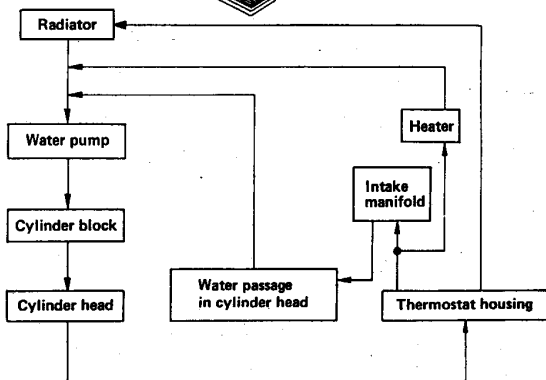 Radiator
Heater
Water pump
Intake
manifold
Cylinder block
Water passage
in cylinder head
Cylinder head
Thermostat housing